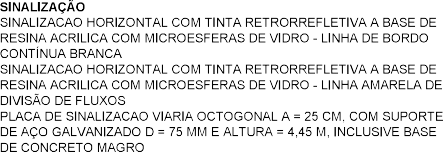 SINALIZAÇÃO
SINALIZACAO HORIZONTAL COM TINTA RETRORREFLETIVA A BASE DE
RESINA ACRILICA COM MICROESFERAS DE VIDRO - LINHA DE BORDO
CONTÍNUA BRANCA
SINALIZACAO HORIZONTAL COM TINTA RETRORREFLETIVA A BASE DE
RESINA ACRILICA COM MICROESFERAS DE VIDRO - LINHA AMARELA DE
DIVISÃO DE FLUXOS
PLACA DE SINALIZACAO VIARIA OCTOGONAL A = 25 CM, COM SUPORTE
DE AÇO GALVANIZADO D = 75 MM E ALTURA = 4,45 M, INCLUSIVE BASE
DE CONCRETO MAGRO